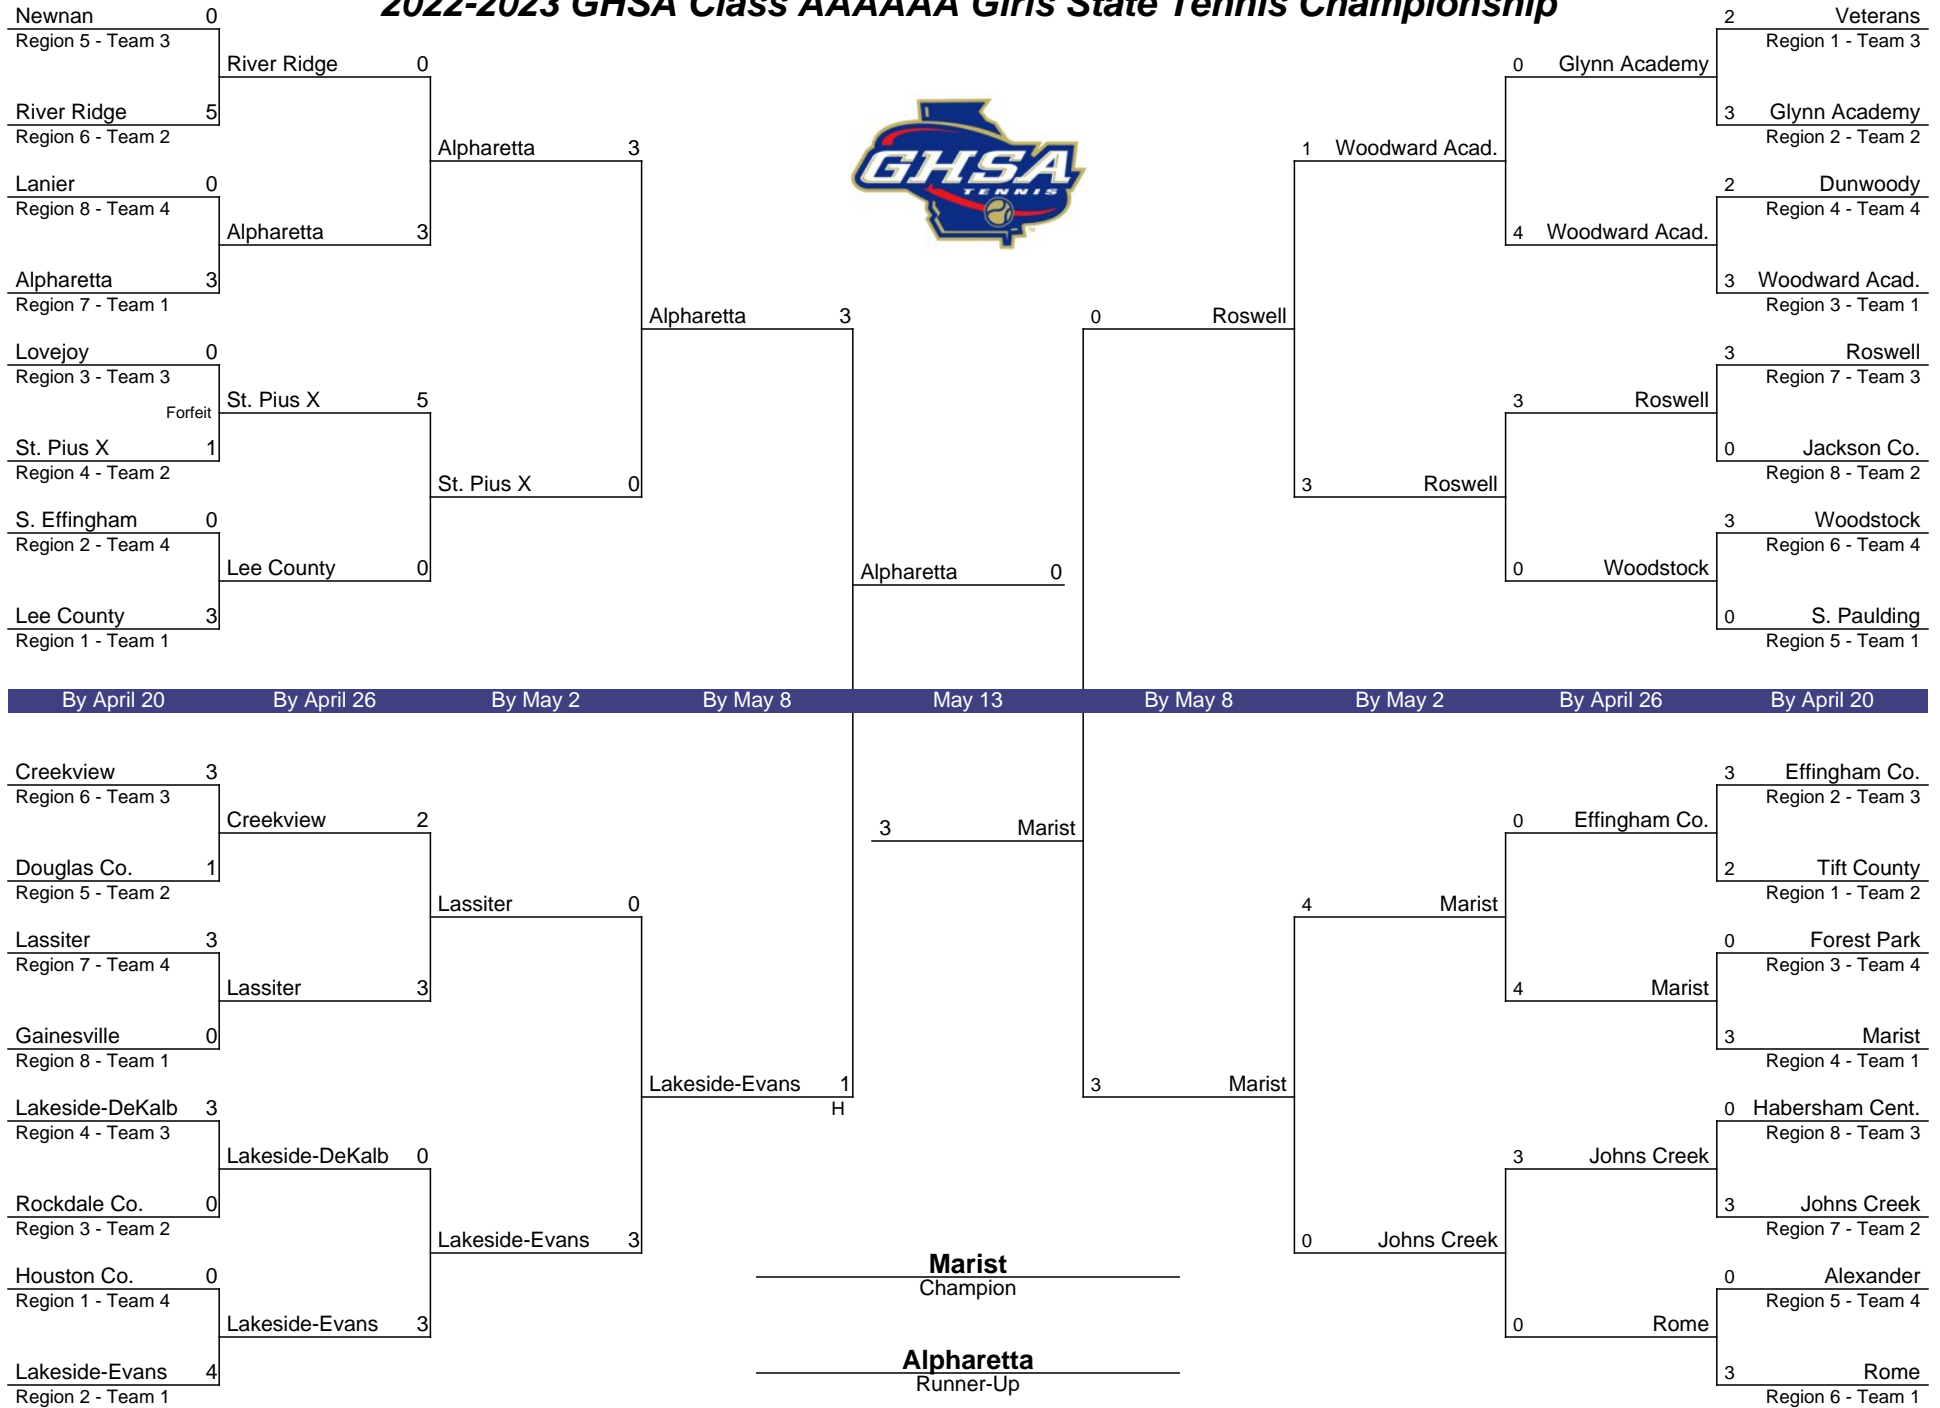 2022-2023 GHSA Class AAAAAA Girls State Tennis Championship
GHSA
TENNIS
Newnan 0
Region 5 - Team 3
River Ridge 5
Region 6 - Team 2
Lanier 0
Region 8 - Team 4
Alpharetta 3
Region 7 - Team 1
Lovejoy 0
Region 3 - Team 3
Forfeit
St. Pius X 1
Region 4 - Team 2
S. Effingham 0
Region 2 - Team 4
Lee County 3
Region 1 - Team 1
River Ridge 0
Alpharetta 3
St. Pius X 5
Lee County 0
Alpharetta 3
St. Pius X 0
Alpharetta 3
Alpharetta 0
0 Roswell
1 Woodward Acad.
3 Roswell
0 Glynn Academy
4 Woodward Acad.
3 Roswell
0 Woodstock
2 Veterans
Region 1 - Team 3
3 Glynn Academy
Region 2 - Team 2
2 Dunwoody
Region 4 - Team 4
3 Woodward Acad.
Region 3 - Team 1
3 Roswell
Region 7 - Team 3
0 Jackson Co.
Region 8 - Team 2
3 Woodstock
Region 6 - Team 4
0 S. Paulding
Region 5 - Team 1
By April 20 By April 26 By May 2 By May 8 May 13 By May 8 By May 2 By April 26 By April 20
Creekview 3
Region 6 - Team 3
Douglas Co. 1
Region 5 - Team 2
Lassiter 3
Region 7 - Team 4
Gainesville 0
Region 8 - Team 1
Lakeside-DeKalb 3
Region 4 - Team 3
Rockdale Co. 0
Region 3 - Team 2
Houston Co. 0
Region 1 - Team 4
Lakeside-Evans 4
Region 2 - Team 1
Creekview 2
Lassiter 3
Lakeside-DeKalb 0
Lakeside-Evans 3
Lassiter 0
Lakeside-Evans 3
Lakeside-Evans 1
H
3 Marist
3 Marist
4 Marist
0 Johns Creek
0 Effingham Co.
4 Marist
3 Johns Creek
0 Rome
3 Effingham Co.
Region 2 - Team 3
2 Tift County
Region 1 - Team 2
0 Forest Park
Region 3 - Team 4
3 Marist
Region 4 - Team 1
0 Habersham Cent.
Region 8 - Team 3
3 Johns Creek
Region 7 - Team 2
0 Alexander
Region 5 - Team 4
3 Rome
Region 6 - Team 1
Marist
Champion
Alpharetta
Runner-Up